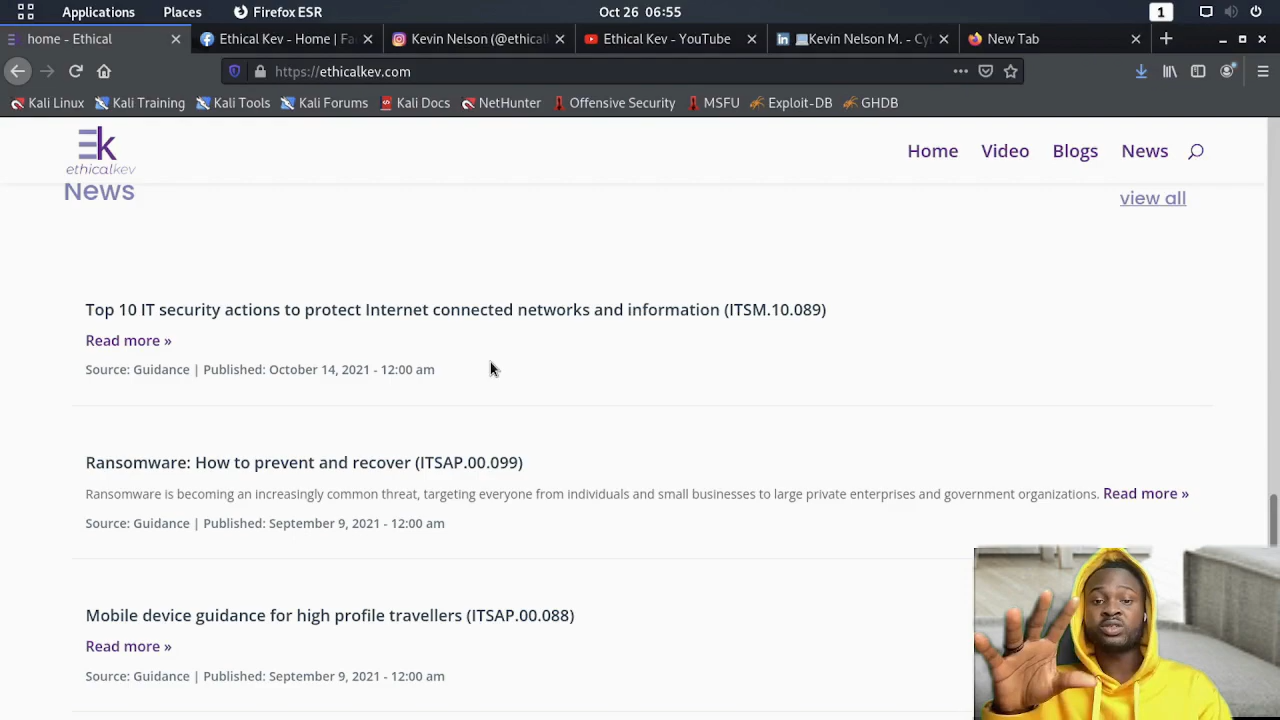 Applications Places Firefox ESR Oct 26 06:55 1
home - Ethical Ethical Kev - Home | Fa Kevin Nelson (@ethical Ethical Kev - YouTube Kevin Nelson M. - Cyt New Tab
https://ethicalkev.com
Kali Linux Kali Training Kali Tools Kali Forums Kali Docs NetHunter Offensive Security MSFU Exploit-DB GHDB
Ek
ethicalkev
Home Video Blogs News
News
view all
Top 10 IT security actions to protect Internet connected networks and information (ITSM.10.089)
Read more »
Source: Guidance | Published: October 14, 2021 - 12:00 am
Ransomware: How to prevent and recover (ITSAP.00.099)
Ransomware is becoming an increasingly common threat, targeting everyone from individuals and small businesses to large private enterprises and government organizations. Read more »
Source: Guidance | Published: September 9, 2021 - 12:00 am
Mobile device guidance for high profile travellers (ITSAP.00.088)
Read more »
Source: Guidance | Published: September 9, 2021 - 12:00 am